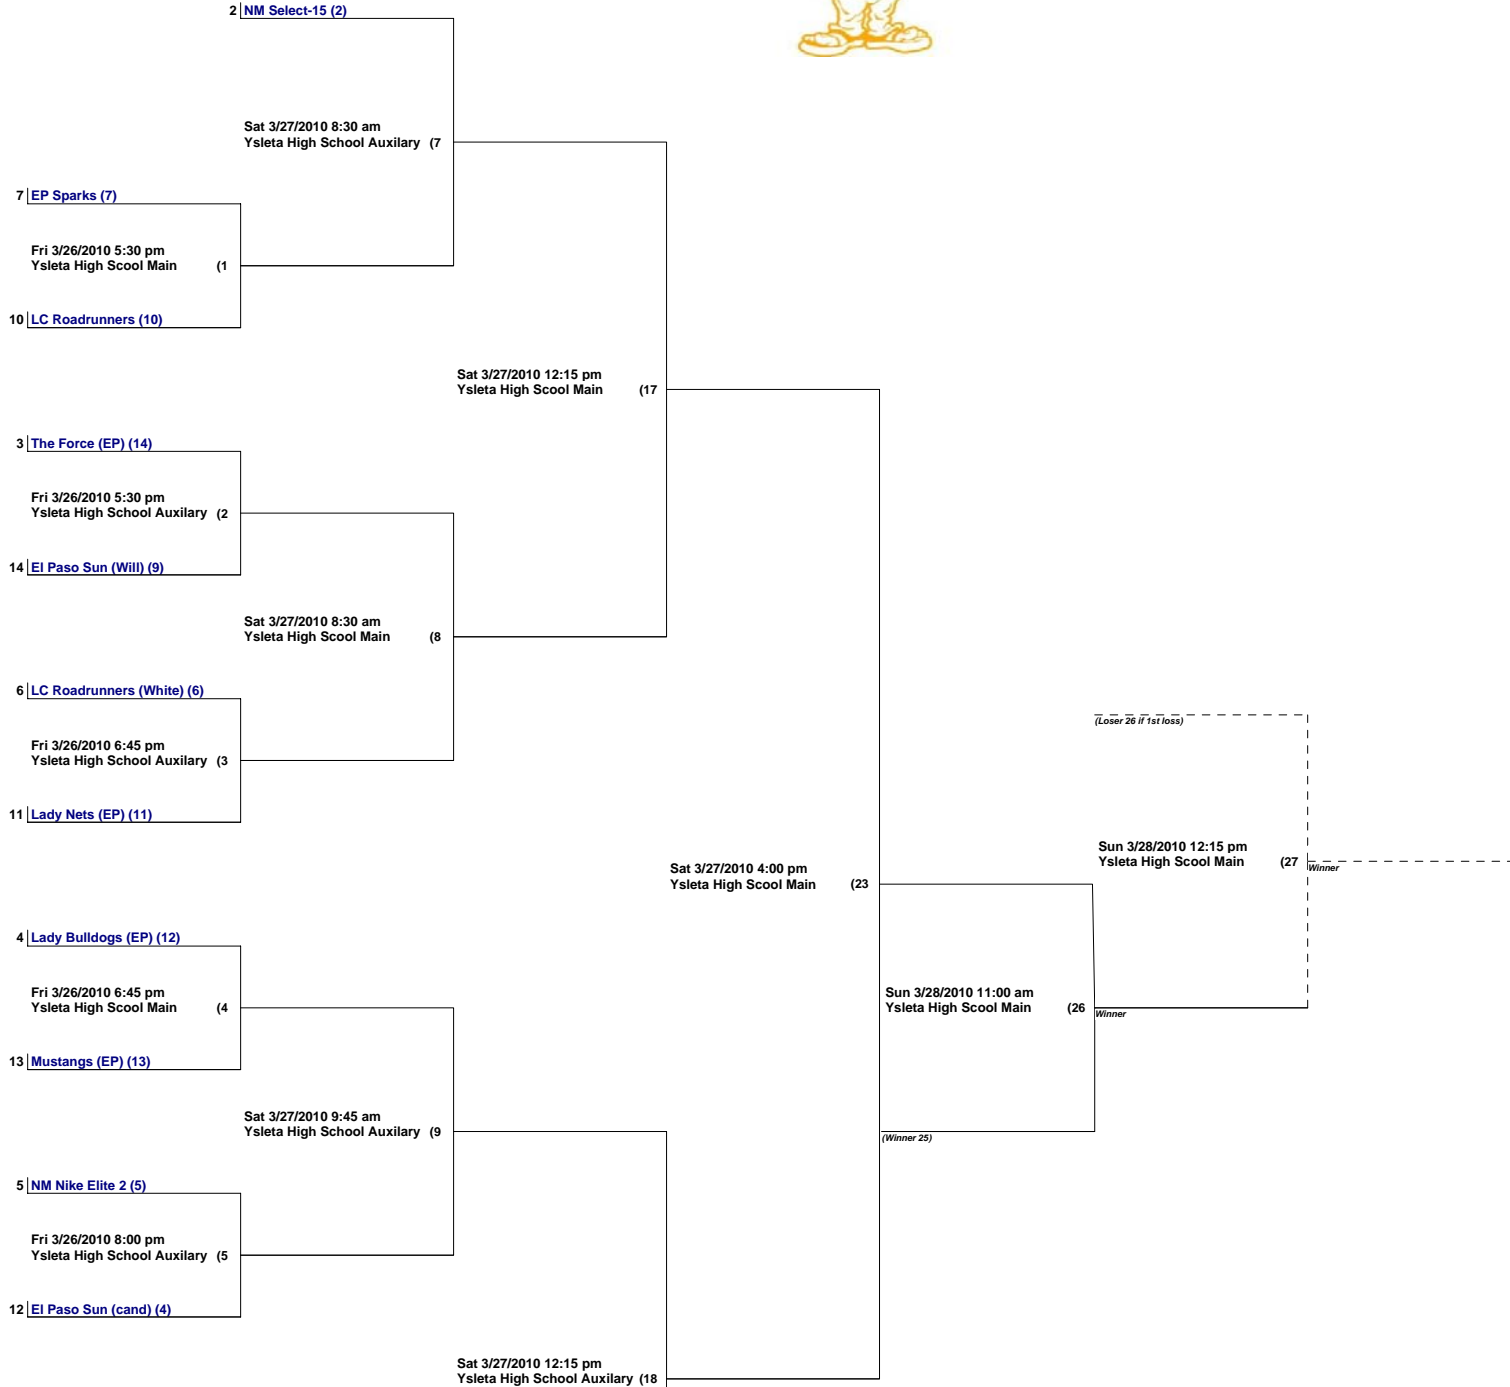 2 NM Select-15 (2)
Sat 3/27/2010 8:30 am
Ysleta High School Auxilary (7
7 EP Sparks (7)
Fri 3/26/2010 5:30 pm
Ysleta High Scool Main (1
10 LC Roadrunners (10)
Sat 3/27/2010 12:15 pm
Ysleta High Scool Main (17
3 The Force (EP) (14)
Fri 3/26/2010 5:30 pm
Ysleta High School Auxilary (2
14 El Paso Sun (Will) (9)
Sat 3/27/2010 8:30 am
Ysleta High Scool Main (8
6 LC Roadrunners (White) (6)
(Loser 26 if 1st loss)
Fri 3/26/2010 6:45 pm
Ysleta High School Auxilary (3
11 Lady Nets (EP) (11)
Sun 3/28/2010 12:15 pm
Ysleta High Scool Main (27
Winner
Sat 3/27/2010 4:00 pm
Ysleta High Scool Main (23
4 Lady Bulldogs (EP) (12)
Fri 3/26/2010 6:45 pm
Ysleta High Scool Main (4
Sun 3/28/2010 11:00 am
Ysleta High Scool Main (26
Winner
13 Mustangs (EP) (13)
Sat 3/27/2010 9:45 am
Ysleta High School Auxilary (9
(Winner 25)
5 NM Nike Elite 2 (5)
Fri 3/26/2010 8:00 pm
Ysleta High School Auxilary (5
12 El Paso Sun (cand) (4)
Sat 3/27/2010 12:15 pm
Ysleta High School Auxilary (18